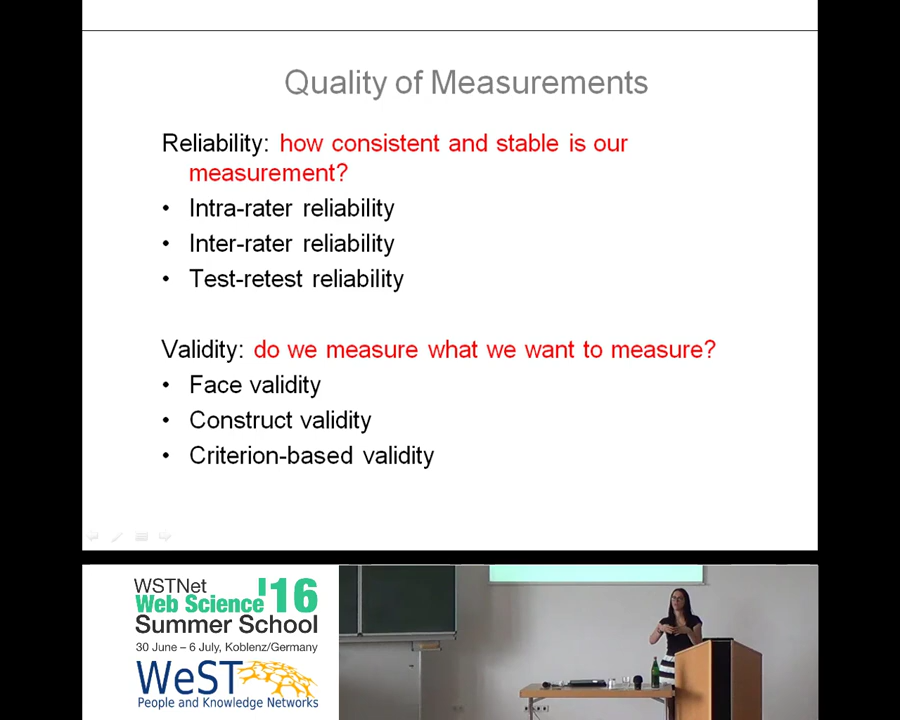 Quality of Measurements
Reliability: how consistent and stable is our
measurement?
• Intra-rater reliability
• Inter-rater reliability
• Test-retest reliability
Validity: do we measure what we want to measure?
• Face validity
• Construct validity
• Criterion-based validity
WSTNet
Web Science '16
Summer School
30 June – 6 July, Koblenz/Germany
WeST
People and Knowledge Networks